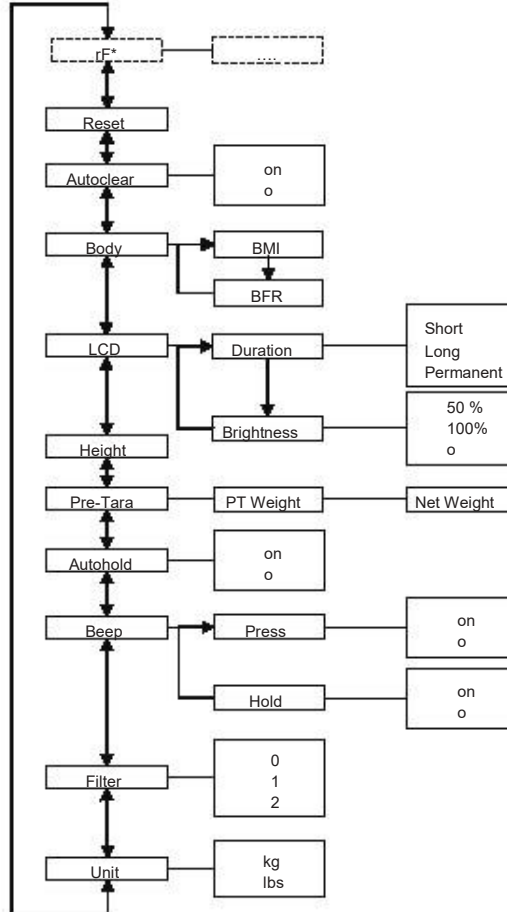 rF*
....
Reset
Autoclear
on
o
Body
BMI
BFR
LCD
Duration
Short
Long
Permanent
Brightness
50 %
100%
o
Height
Pre-Tara
PT Weight
Net Weight
Autohold
on
o
Beep
Press
on
o
Hold
on
o
Filter
0
1
2
Unit
kg
lbs